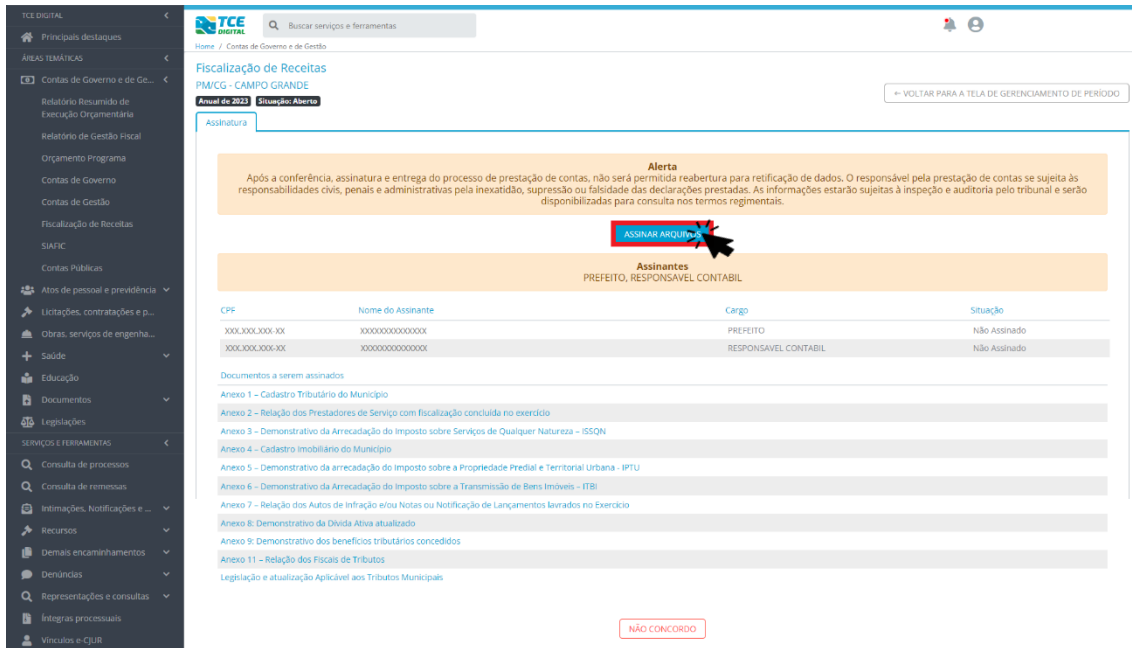 TCE DIGITAL
Principais destaques
ÁREAS TEMÁTICAS
Contas de Governo e de Ge...
Relatório Resumido de
Execução Orçamentária
Relatório de Gestão Fiscal
Orçamento Programa
Contas de Governo
Contas de Gestão
Fiscalização de Receitas
SIAFIC
Contas Públicas
Atos de pessoal e previdência
Licitações, contratações e p...
Obras, serviços de engenha...
Saúde
Educação
Documentos
Legislações
SERVIÇOS E FERRAMENTAS
Consulta de processos
Consulta de remessas
Intimações, Notificações e ...
Recursos
Demais encaminhamentos
Denúncias
Representações e consultas
Íntegras processuais
Vínculos e-CJUR
TCE
DIGITAL
Buscar serviços e ferramentas
Home / Contas de Governo e de Gestão
Fiscalização de Receitas
PM/CG - CAMPO GRANDE
Anual de 2023 Situação: Aberto
← VOLTAR PARA A TELA DE GERENCIAMENTO DE PERÍODO
Assinatura
Alerta
Após a conferência, assinatura e entrega do processo de prestação de contas, não será permitida reabertura para retificação de dados. O responsável pela prestação de contas se sujeita às
responsabilidades civis, penais e administrativas pela inexatidão, supressão ou falsidade das declarações prestadas. As informações estarão sujeitas à inspeção e auditoria pelo tribunal e serão
disponibilizadas para consulta nos termos regimentais.
ASSINAR ARQUIVOS
Assinantes
PREFEITO, RESPONSAVEL CONTABIL
CPF Nome do Assinante Cargo Situação
XXX.XXX.XXX-XX XXXXXXXXXXXXX PREFEITO Não Assinado
XXX.XXX.XXX-XX XXXXXXXXXXXXX RESPONSAVEL CONTABIL Não Assinado
Documentos a serem assinados
Anexo 1 – Cadastro Tributário do Município
Anexo 2 – Relação dos Prestadores de Serviço com fiscalização concluída no exercício
Anexo 3 – Demonstrativo da Arrecadação do Imposto sobre Serviços de Qualquer Natureza – ISSQN
Anexo 4 – Cadastro Imobiliário do Município
Anexo 5 – Demonstrativo da arrecadação do Imposto sobre a Propriedade Predial e Territorial Urbana - IPTU
Anexo 6 – Demonstrativo da Arrecadação do Imposto sobre a Transmissão de Bens Imóveis – ITBI
Anexo 7 – Relação dos Autos de Infração e/ou Notas ou Notificação de Lançamentos lavrados no Exercício
Anexo 8: Demonstrativo da Dívida Ativa atualizado
Anexo 9: Demonstrativo dos benefícios tributários concedidos
Anexo 11 – Relação dos Fiscais de Tributos
Legislação e atualização Aplicável aos Tributos Municipais
NÃO CONCORDO